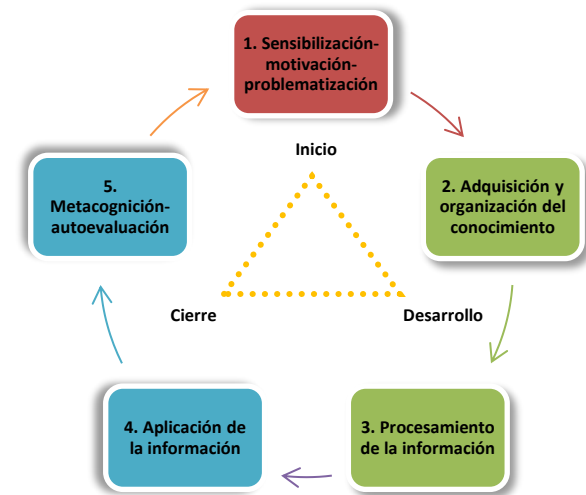 1. Sensibilización-
motivación-
problematización
Inicio
5.
Metacognición-
autoevaluación
2. Adquisición y
organización del
conocimiento
Cierre
Desarrollo
4. Aplicación de
la información
3. Procesamiento
de la información